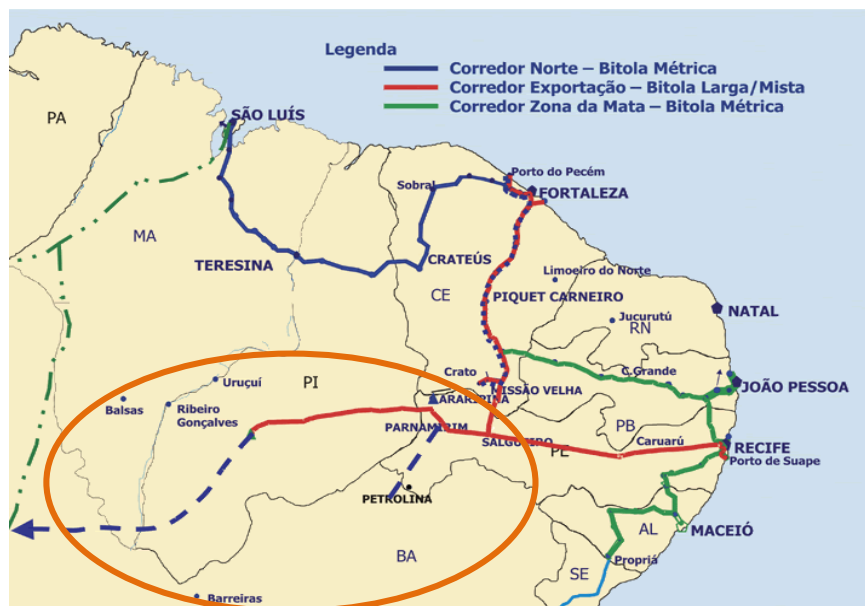 Legenda
Corredor Norte – Bitola Métrica
Corredor Exportação – Bitola Larga/Mista
Corredor Zona da Mata – Bitola Métrica
PA
SÃO LUÍS
Porto do Pecém
Sobral
FORTALEZA
MA
TERESINA
CRATEÚS
Limoeiro do Norte
CE
PIQUET CARNEIRO
NATAL
Jucurutú
RN
Uruçuí
PI
Crato
C.Grande
MISSÃO VELHA
JOÃO PESSOA
Balsas
Ribeiro
Gonçalves
ARARIPINA
PARNAMIRIM
PB
SALGUEIRO
PE
Caruarú
RECIFE
Porto de Suape
PETROLINA
AL
MACEIÓ
BA
Propriá
SE
Barreiras